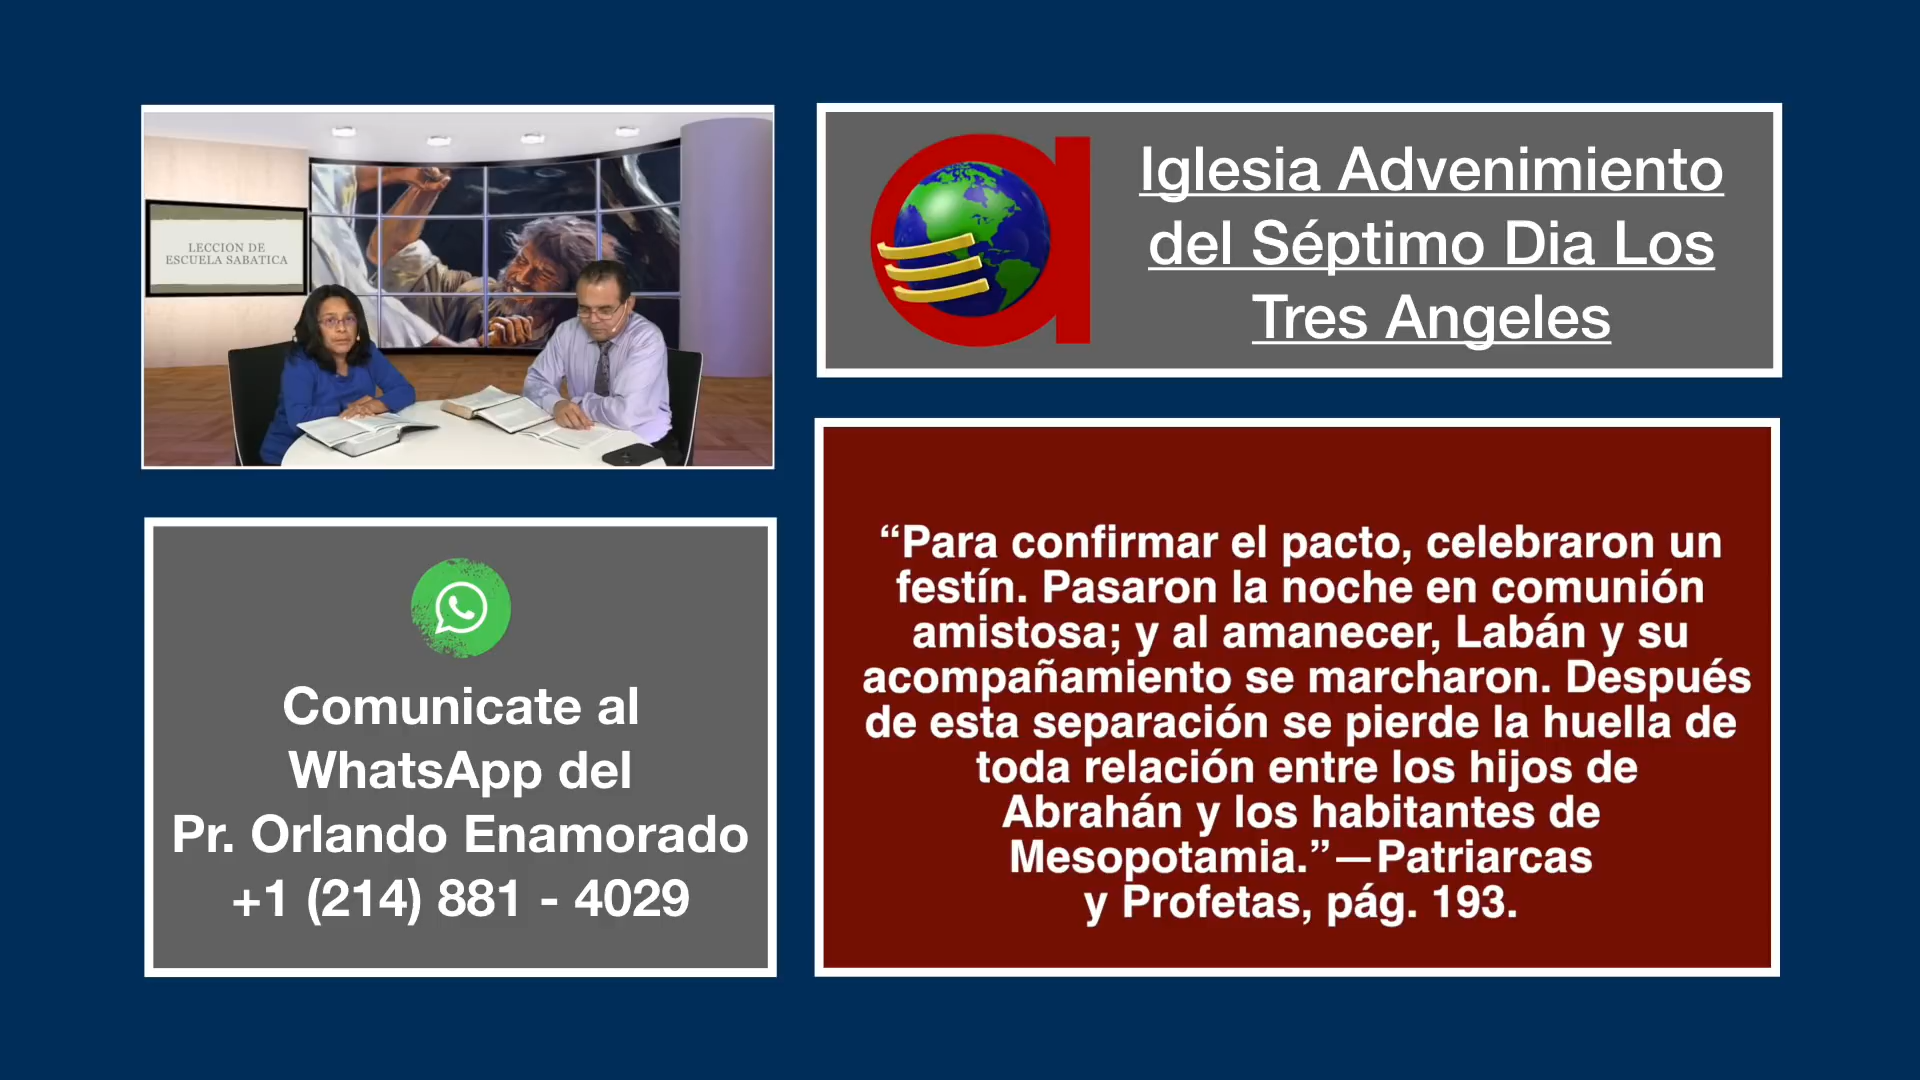 LECCION DE
ESCUELA SABATICA
Iglesia Advenimiento
del Séptimo Dia Los
Tres Angeles
Comunicate al
WhatsApp del
Pr. Orlando Enamorado
+1 (214) 881 - 4029
“Para confirmar el pacto, celebraron un
festín. Pasaron la noche en comunión
amistosa; y al amanecer, Labán y su
acompañamiento se marcharon. Después
de esta separación se pierde la huella de
toda relación entre los hijos de
Abrahán y los habitantes de
Mesopotamia.”—Patriarcas
y Profetas, pág. 193.